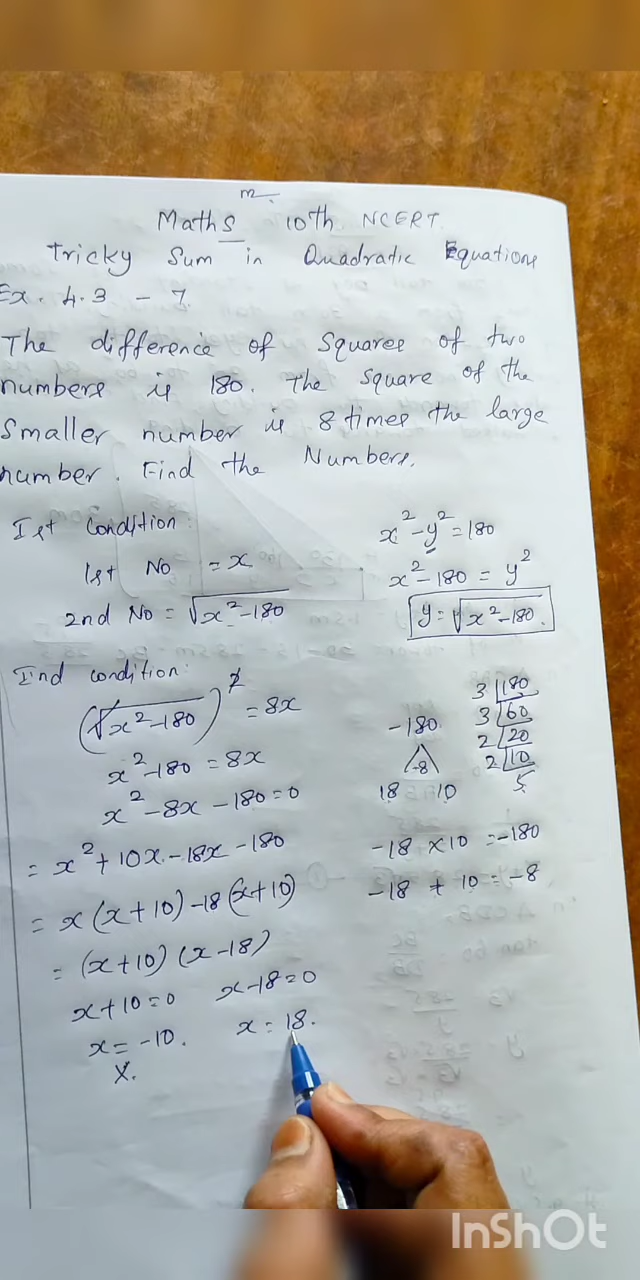 m.
Maths 10th NCERT.
Tricky Sum in Quadratic Equations
Ex. 4.3 - 7.
The difference of squares of two
numbers is 180. The square of the
smaller number is 8 times the large
number. Find the Numbers.
Ist Condition:
x² - y² = 180
1st No = x
x² - 180 = y²
2nd No = √x² - 180
y = √x² - 180.
IInd condition:
(√x² - 180)² = 8x
x² - 180 = 8x
x² - 8x - 180 = 0
-180
-8
18 10
3 180
3 60
2 20
2 10
5
= x² + 10x - 18x - 180
-18 × 10 = -180
= x (x + 10) - 18 (x + 10)
-18 + 10 = -8
= (x + 10) (x - 18)
x + 10 = 0 x - 18 = 0
x = -10. x = 18.
X.
InShOt